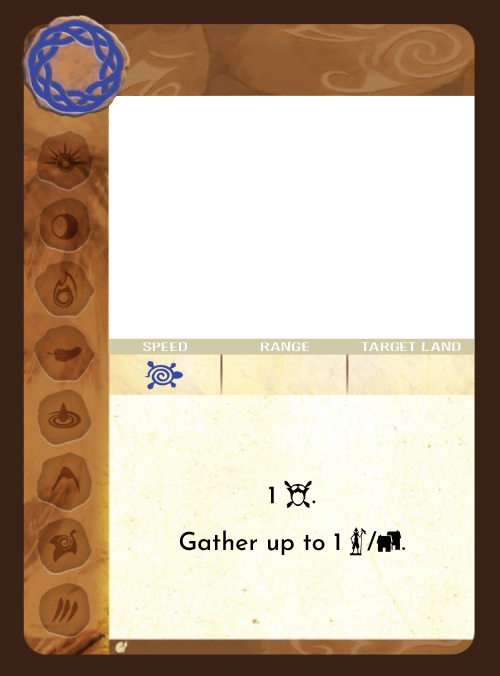 SPEED RANGE TARGET LAND
1 .
Gather up to 1 /.